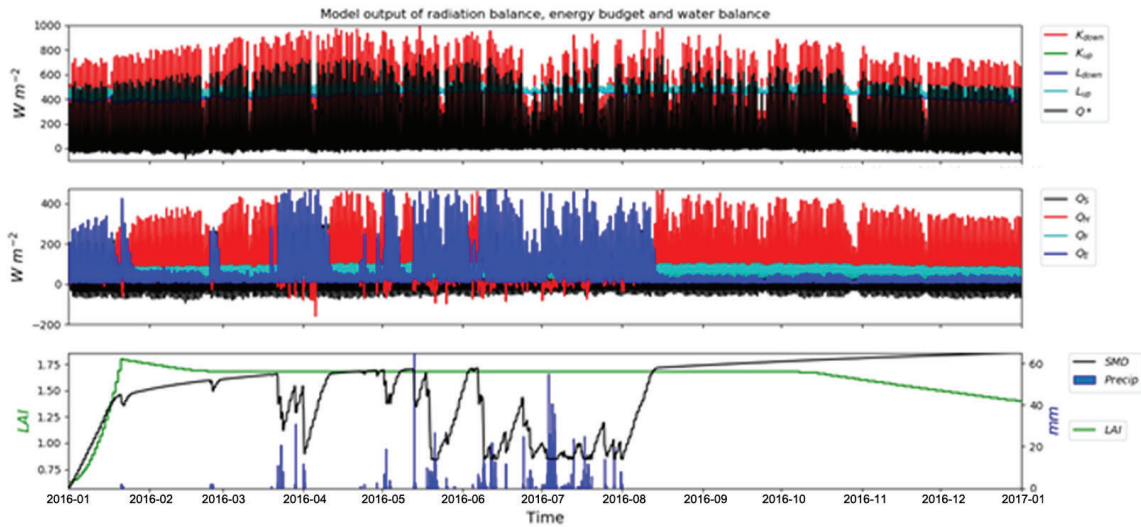 Model output of radiation balance, energy budget and water balance
1000
800
600
400
200
0
W m⁻²
K_down
K_up
L_down
L_up
Q*
2016-01 2016-02 2016-03 2016-04 2016-05 2016-06 2016-07 2016-08 2016-09 2016-10 2016-11 2016-12 2017-01
400
200
0
−200
W m⁻²
Q_S
Q_H
Q_F
Q_E
1.75
1.50
1.25
1.00
0.75
LAI
60
40
20
0
mm
SMD
Precip
LAI
Time